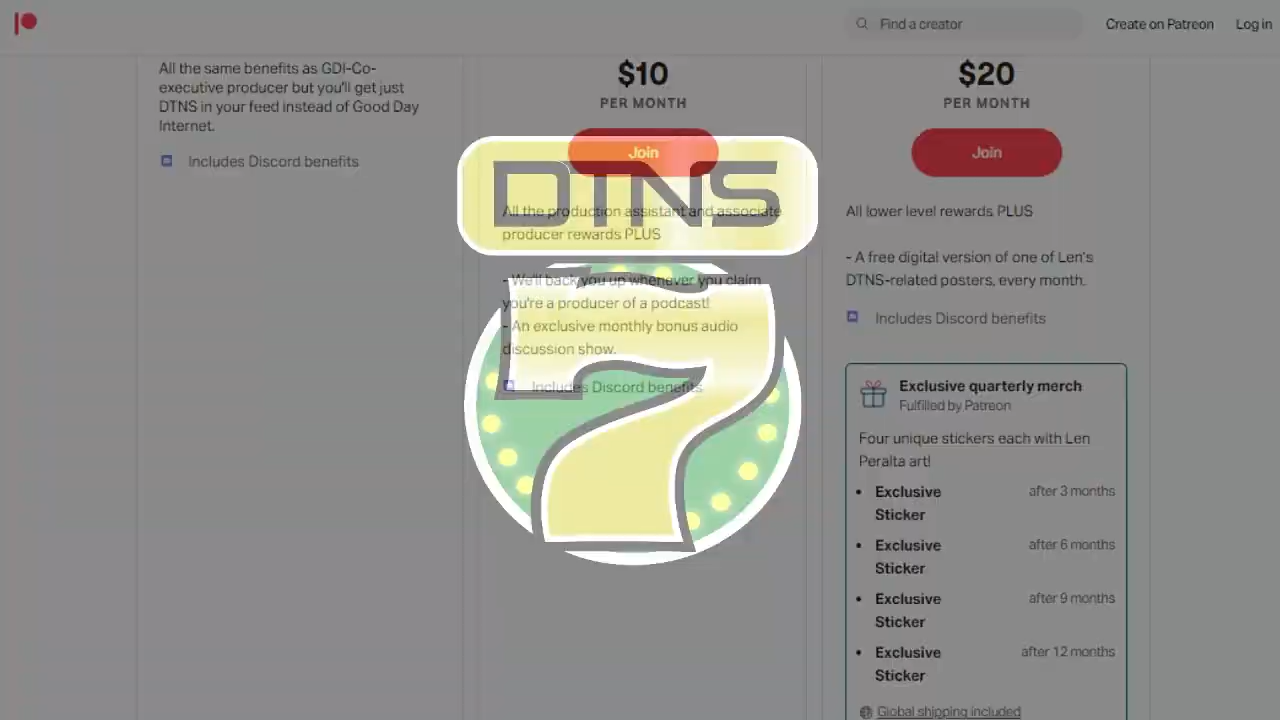 Find a creator
Create on Patreon
Log in
All the same benefits as GDI-Co-
executive producer but you'll get just
DTNS in your feed instead of Good Day
Internet.
Includes Discord benefits
$10
PER MONTH
Join
DTNS
7
All the production assistant and associate
producer rewards PLUS
- We'll back you up whenever you claim
you're a producer of a podcast!
- An exclusive monthly bonus audio
discussion show.
Includes Discord benefits
$20
PER MONTH
Join
All lower level rewards PLUS
- A free digital version of one of Len's
DTNS-related posters, every month.
Includes Discord benefits
Exclusive quarterly merch
Fulfilled by Patreon
Four unique stickers each with Len
Peralta art!
• Exclusive after 3 months
Sticker
• Exclusive after 6 months
Sticker
• Exclusive after 9 months
Sticker
• Exclusive after 12 months
Sticker
Global shipping included